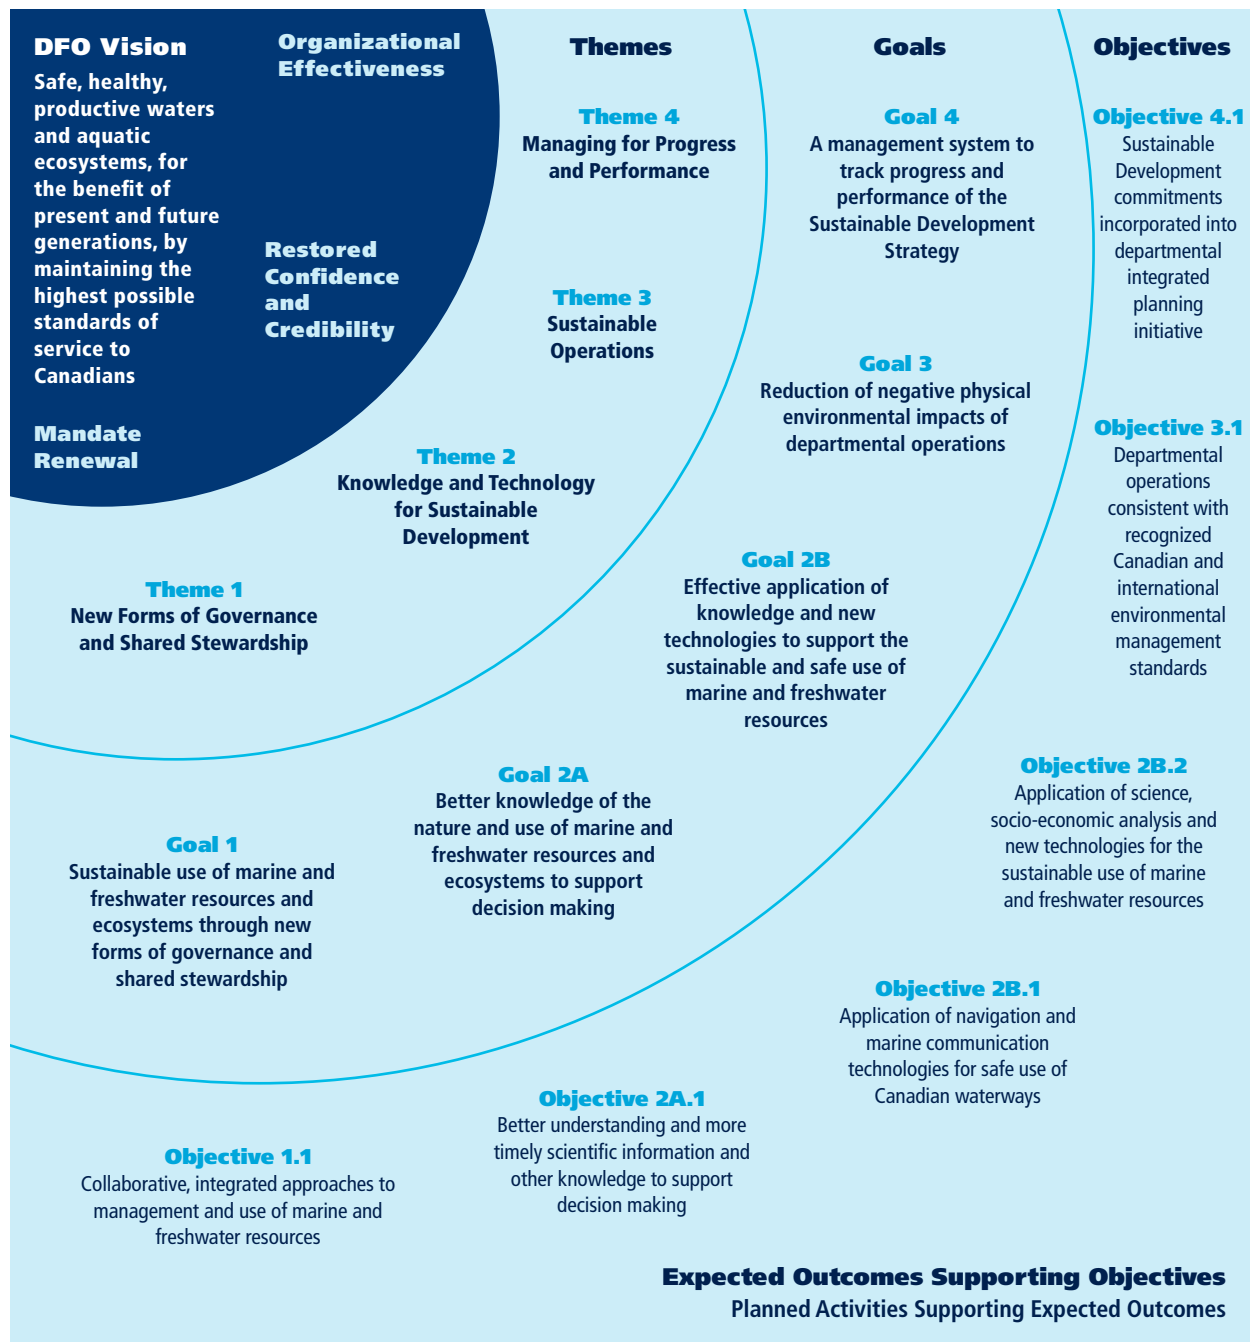 DFO Vision
Safe, healthy,
productive waters
and aquatic
ecosystems, for
the benefit of
present and future
generations, by
maintaining the
highest possible
standards of
service to
Canadians
Organizational
Effectiveness
Restored
Confidence
and
Credibility
Mandate
Renewal
Themes
Theme 4
Managing for Progress
and Performance
Theme 3
Sustainable
Operations
Theme 2
Knowledge and Technology
for Sustainable
Development
Theme 1
New Forms of Governance
and Shared Stewardship
Goals
Goal 4
A management system to
track progress and
performance of the
Sustainable Development
Strategy
Goal 3
Reduction of negative physical
environmental impacts of
departmental operations
Goal 2B
Effective application of
knowledge and new
technologies to support the
sustainable and safe use of
marine and freshwater
resources
Goal 2A
Better knowledge of the
nature and use of marine and
freshwater resources and
ecosystems to support
decision making
Goal 1
Sustainable use of marine and
freshwater resources and
ecosystems through new
forms of governance and
shared stewardship
Objectives
Objective 4.1
Sustainable
Development
commitments
incorporated into
departmental
integrated
planning
initiative
Objective 3.1
Departmental
operations
consistent with
recognized
Canadian and
international
environmental
management
standards
Objective 2B.2
Application of science,
socio-economic analysis and
new technologies for the
sustainable use of marine
and freshwater resources
Objective 2B.1
Application of navigation and
marine communication
technologies for safe use of
Canadian waterways
Objective 2A.1
Better understanding and more
timely scientific information and
other knowledge to support
decision making
Objective 1.1
Collaborative, integrated approaches to
management and use of marine and
freshwater resources
Expected Outcomes Supporting Objectives
Planned Activities Supporting Expected Outcomes